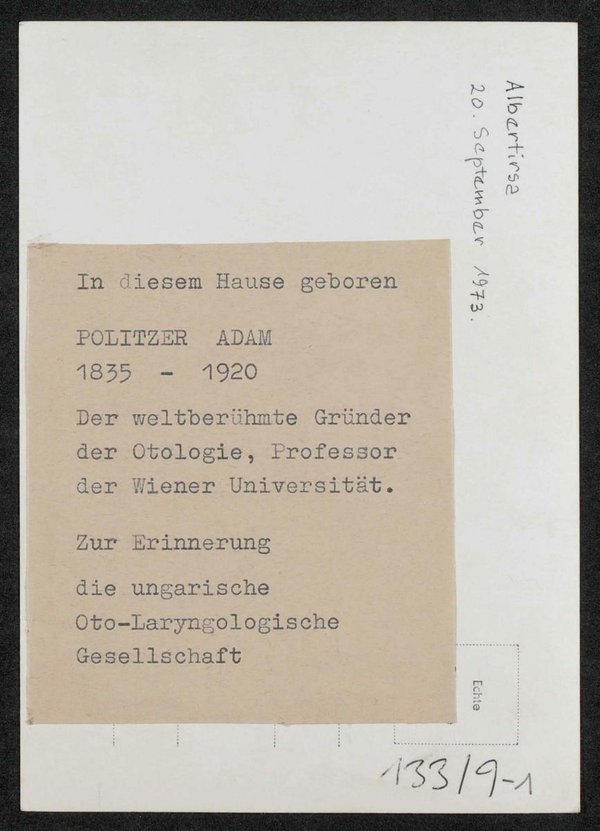 Albertirsa
20. September 1973.
In diesem Hause geboren
POLITZER ADAM
1835 - 1920
Der weltberühmte Gründer
der Otologie, Professor
der Wiener Universität.
Zur Erinnerung
die ungarische
Oto-Laryngologische
Gesellschaft
Echte
133/9-1